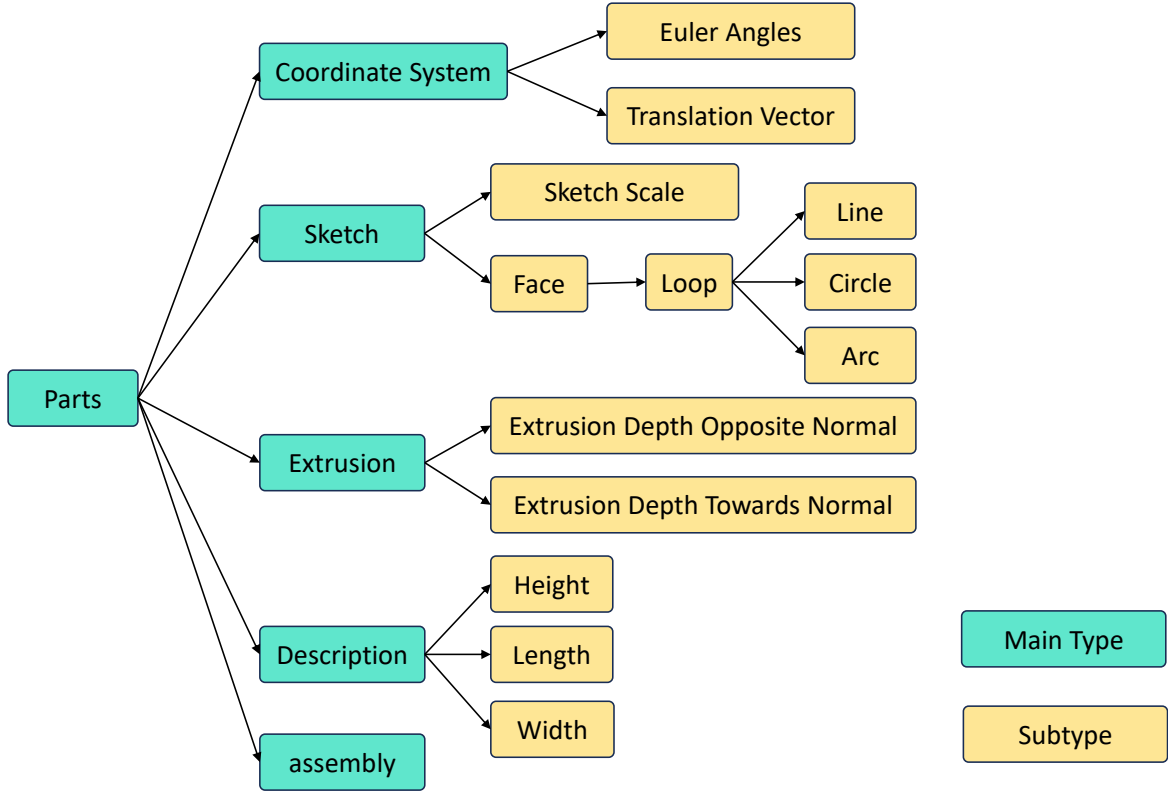 Euler Angles
Coordinate System
Translation Vector
Sketch Scale
Line
Sketch
Face
Loop
Circle
Arc
Parts
Extrusion Depth Opposite Normal
Extrusion
Extrusion Depth Towards Normal
Height
Description
Length
Width
assembly
Main Type
Subtype